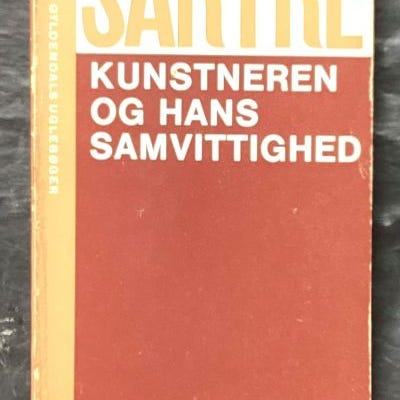 SARTRE
KUNSTNEREN
OG HANS
SAMVITTIGHED
GYLDENDALS UGLEBØGER